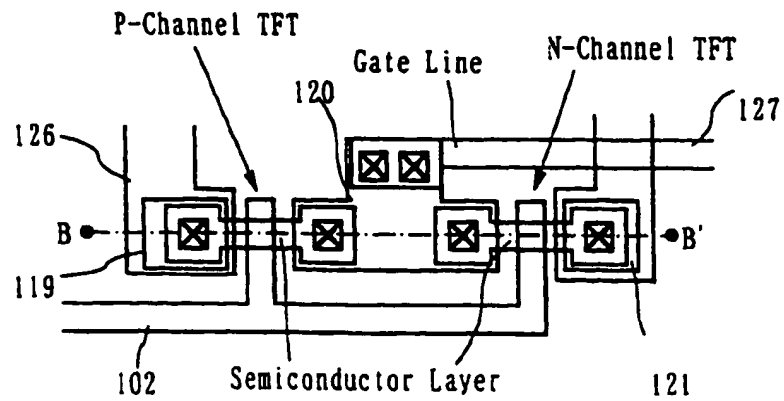 P-Channel TFT
N-Channel TFT
Gate Line
120
127
126
B
B'
119
102
Semiconductor Layer
121